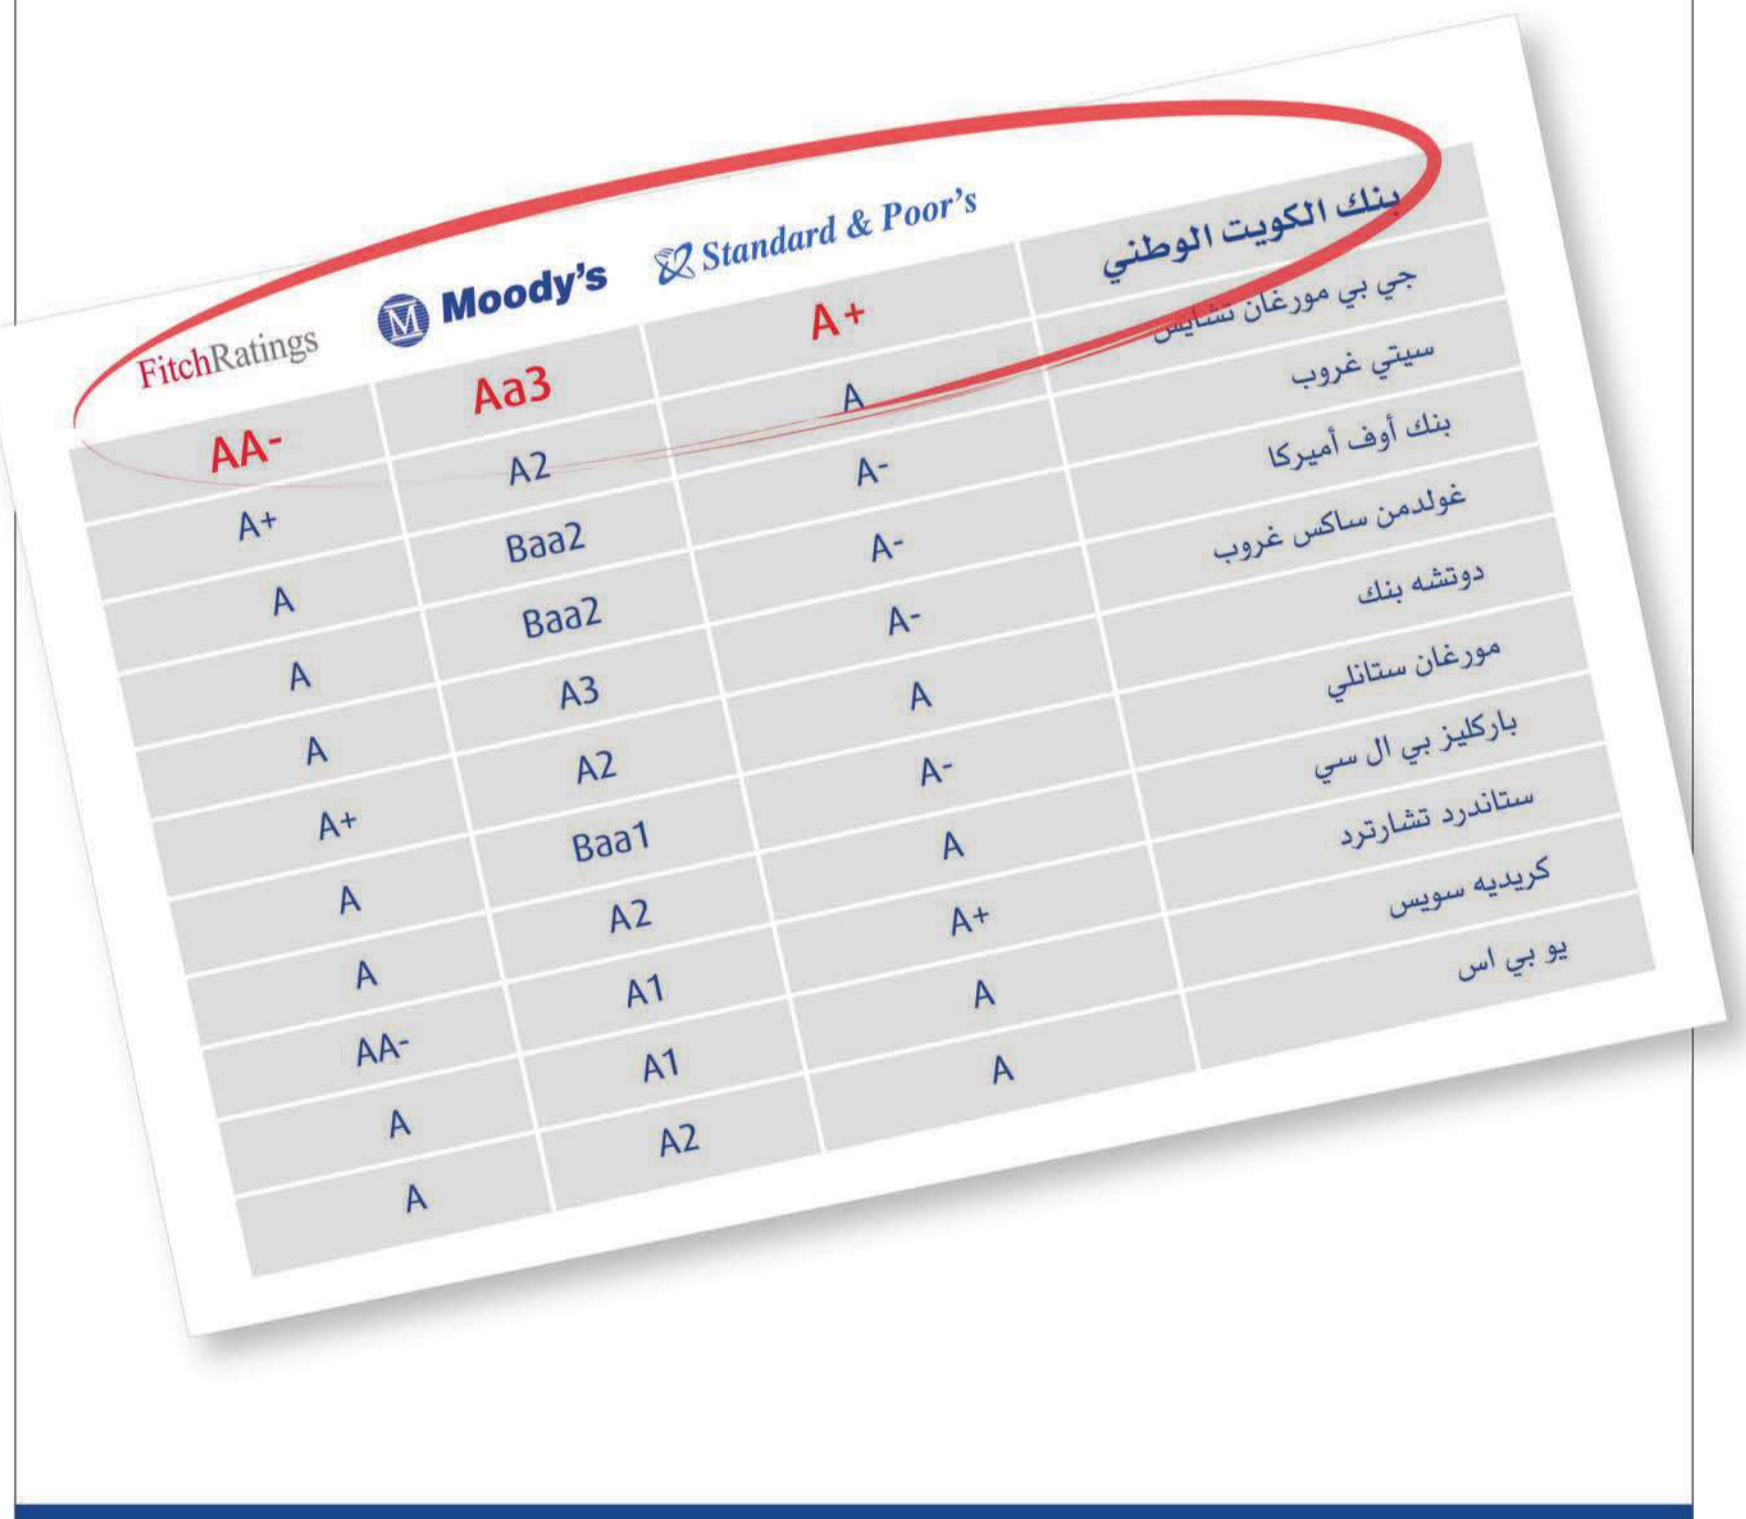 Standard & Poor's Moody's FitchRatings
بنك الكويت الوطني A+ Aa3 AA-
جي بي مورغان تشايس A A2 A+
سيتي غروب A- Baa2 A
بنك أوف أميركا A- Baa2 A
غولدمن ساكس غروب A- A3 A
دوتشه بنك A A2 A+
مورغان ستانلي A- Baa1 A
باركليز بي ال سي A A2 A
ستاندرد تشارترد A+ A1 AA-
كريديه سويس A A1 A
يو بي اس A A2 A